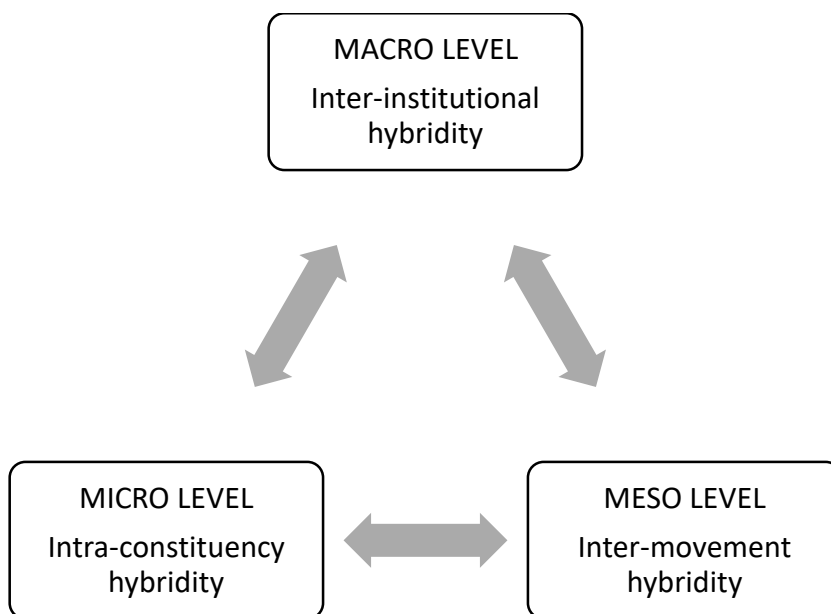 MACRO LEVEL
Inter-institutional
hybridity
MICRO LEVEL
Intra-constituency
hybridity
MESO LEVEL
Inter-movement
hybridity